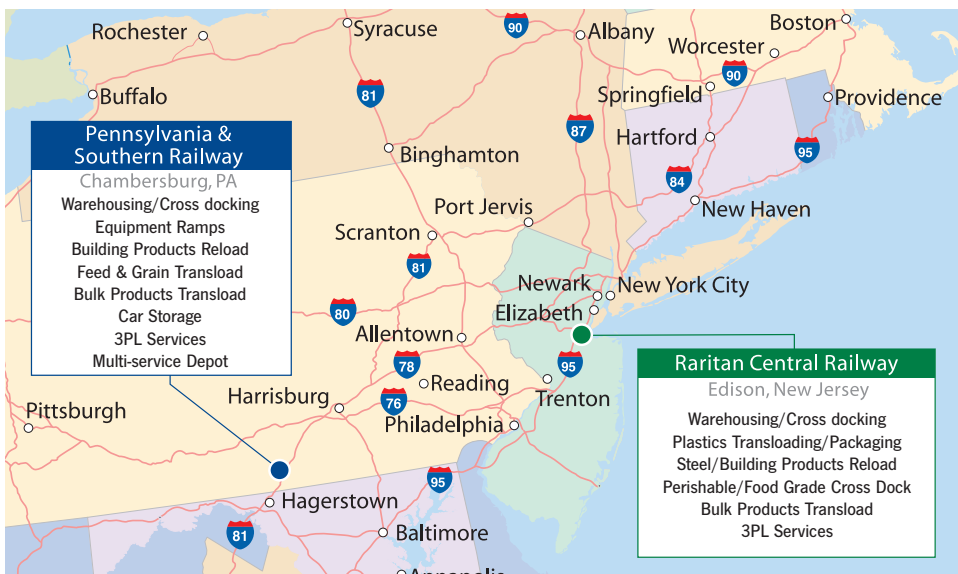 Rochester
Syracuse
90
Albany
Boston
Worcester
90
Buffalo
81
Springfield
Providence
87
Hartford
95
Binghamton
84
Pennsylvania &
Southern Railway
Chambersburg, PA
Warehousing/Cross docking
Equipment Ramps
Building Products Reload
Feed & Grain Transload
Bulk Products Transload
Car Storage
3PL Services
Multi-service Depot
Port Jervis
New Haven
Scranton
81
80
Newark
New York City
Elizabeth
Allentown
78
95
Reading
Trenton
Harrisburg
76
Philadelphia
Pittsburgh
Raritan Central Railway
Edison, New Jersey
Warehousing/Cross docking
Plastics Transloading/Packaging
Steel/Building Products Reload
Perishable/Food Grade Cross Dock
Bulk Products Transload
3PL Services
95
Hagerstown
81
Baltimore